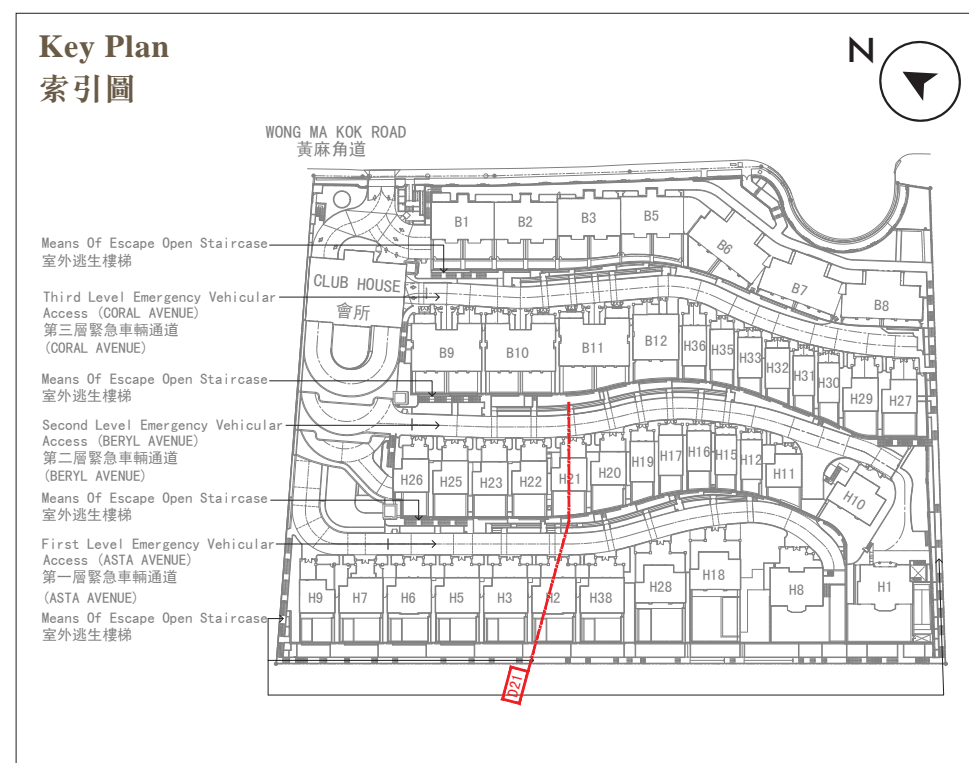 Key Plan
索引圖
N
WONG MA KOK ROAD
黃麻角道
Means Of Escape Open Staircase
室外逃生樓梯
Third Level Emergency Vehicular
Access (CORAL AVENUE)
第三層緊急車輛通道
(CORAL AVENUE)
Means Of Escape Open Staircase
室外逃生樓梯
Second Level Emergency Vehicular
Access (BERYL AVENUE)
第二層緊急車輛通道
(BERYL AVENUE)
Means Of Escape Open Staircase
室外逃生樓梯
First Level Emergency Vehicular
Access (ASTA AVENUE)
第一層緊急車輛通道
(ASTA AVENUE)
Means Of Escape Open Staircase
室外逃生樓梯
CLUB HOUSE
會所
B1 B2 B3 B5 B6 B7 B8
B9 B10 B11 B12 H36 H35 H33 H32 H31 H30 H29 H27
H26 H25 H23 H22 H21 H20 H19 H17 H16 H15 H12 H11 H10
H9 H7 H6 H5 H3 H2 H38 H28 H18 H8 H1
D21